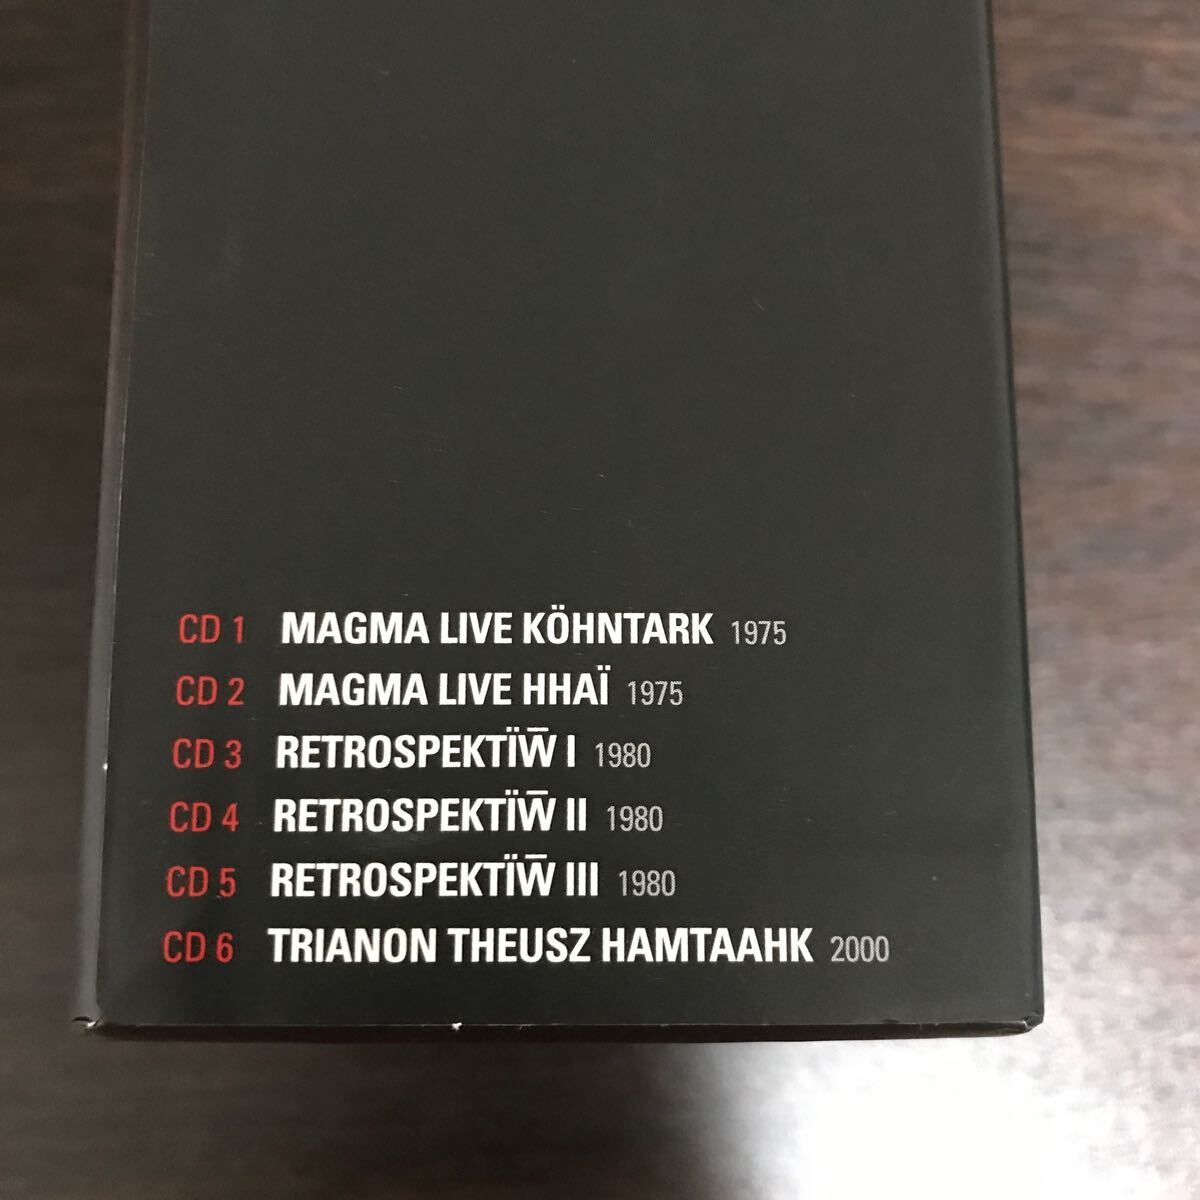 CD 1 MAGMA LIVE KÖHNTARK 1975
CD 2 MAGMA LIVE HHAÏ 1975
CD 3 RETROSPEKTÏW̅ I 1980
CD 4 RETROSPEKTÏW̅ II 1980
CD 5 RETROSPEKTÏW̅ III 1980
CD 6 TRIANON THEUSZ HAMTAAHK 2000